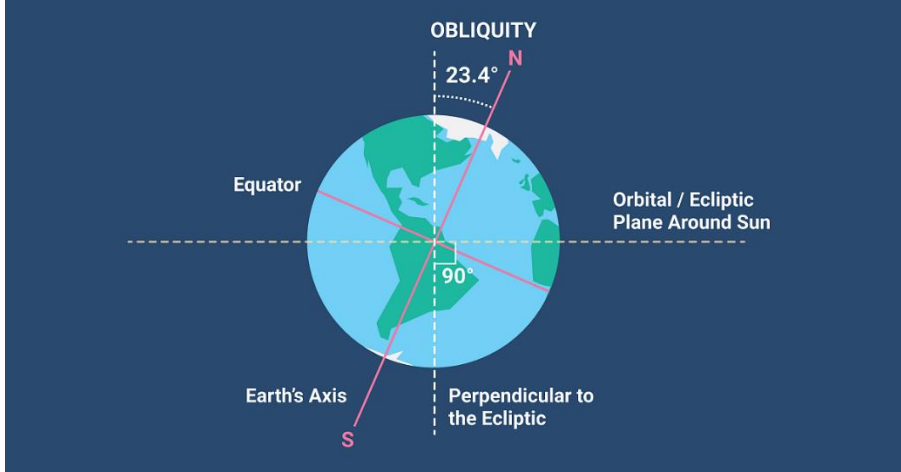 OBLIQUITY
N
23.4°
Equator
Orbital / Ecliptic
Plane Around Sun
90°
Earth's Axis
Perpendicular to
the Ecliptic
S